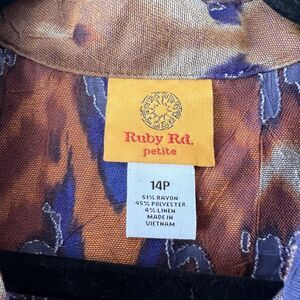 Ruby Rd.
petite
14P
51% RAYON
45% POLYESTER
4% LINEN
MADE IN
VIETNAM